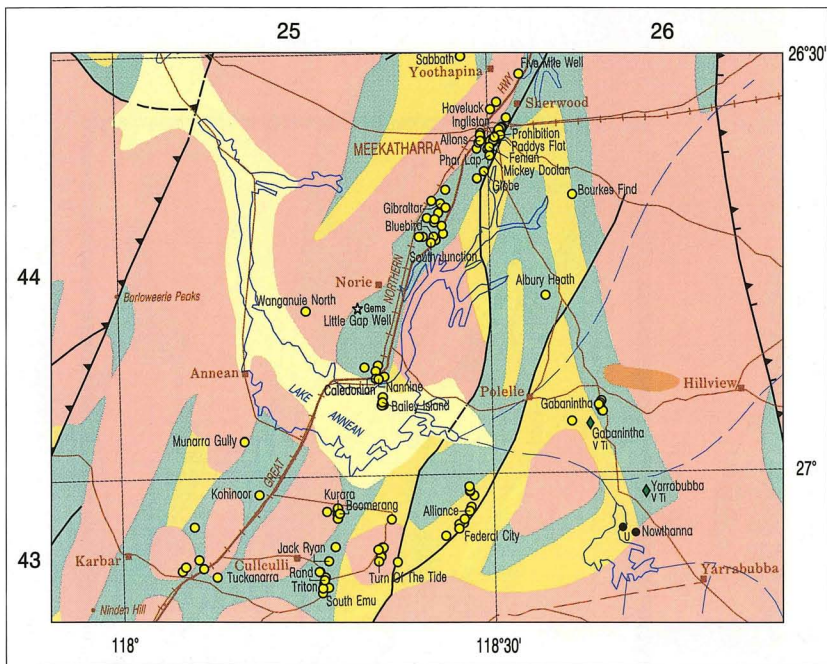 25
26
26°30'
Sabbath
Five Mile Well
Yoothapina
HWY
Haveluck
Sherwood
Ingliston
Allons
Prohibition
Paddys Flat
MEEKATHARRA
Fenian
Phar Lap
Mickey Doolan
Globe
Bourkes Find
Gibraltar
Bluebird
South Junction
44
Norie
NORTHERN
Albury Heath
Barloweerie Peaks
Wanganuie North
Gems
Little Gap Well
Annean
LAKE
ANNEAN
Caledonian
Nannine
Polelle
Hillview
Bailey Island
Gabanintha
Gabanintha
V Ti
Munarra Gully
27°
GREAT
Kohinoor
Kurara
Boomerang
Yarrabubba
V Ti
Alliance
Federal City
U
Nowthanna
43
Karbar
Jack Ryan
Culculli
Rand
Turn Of The Tide
Tuckanarra
Triton
South Emu
Yarrabubba
Ninden Hill
118°
118°30'